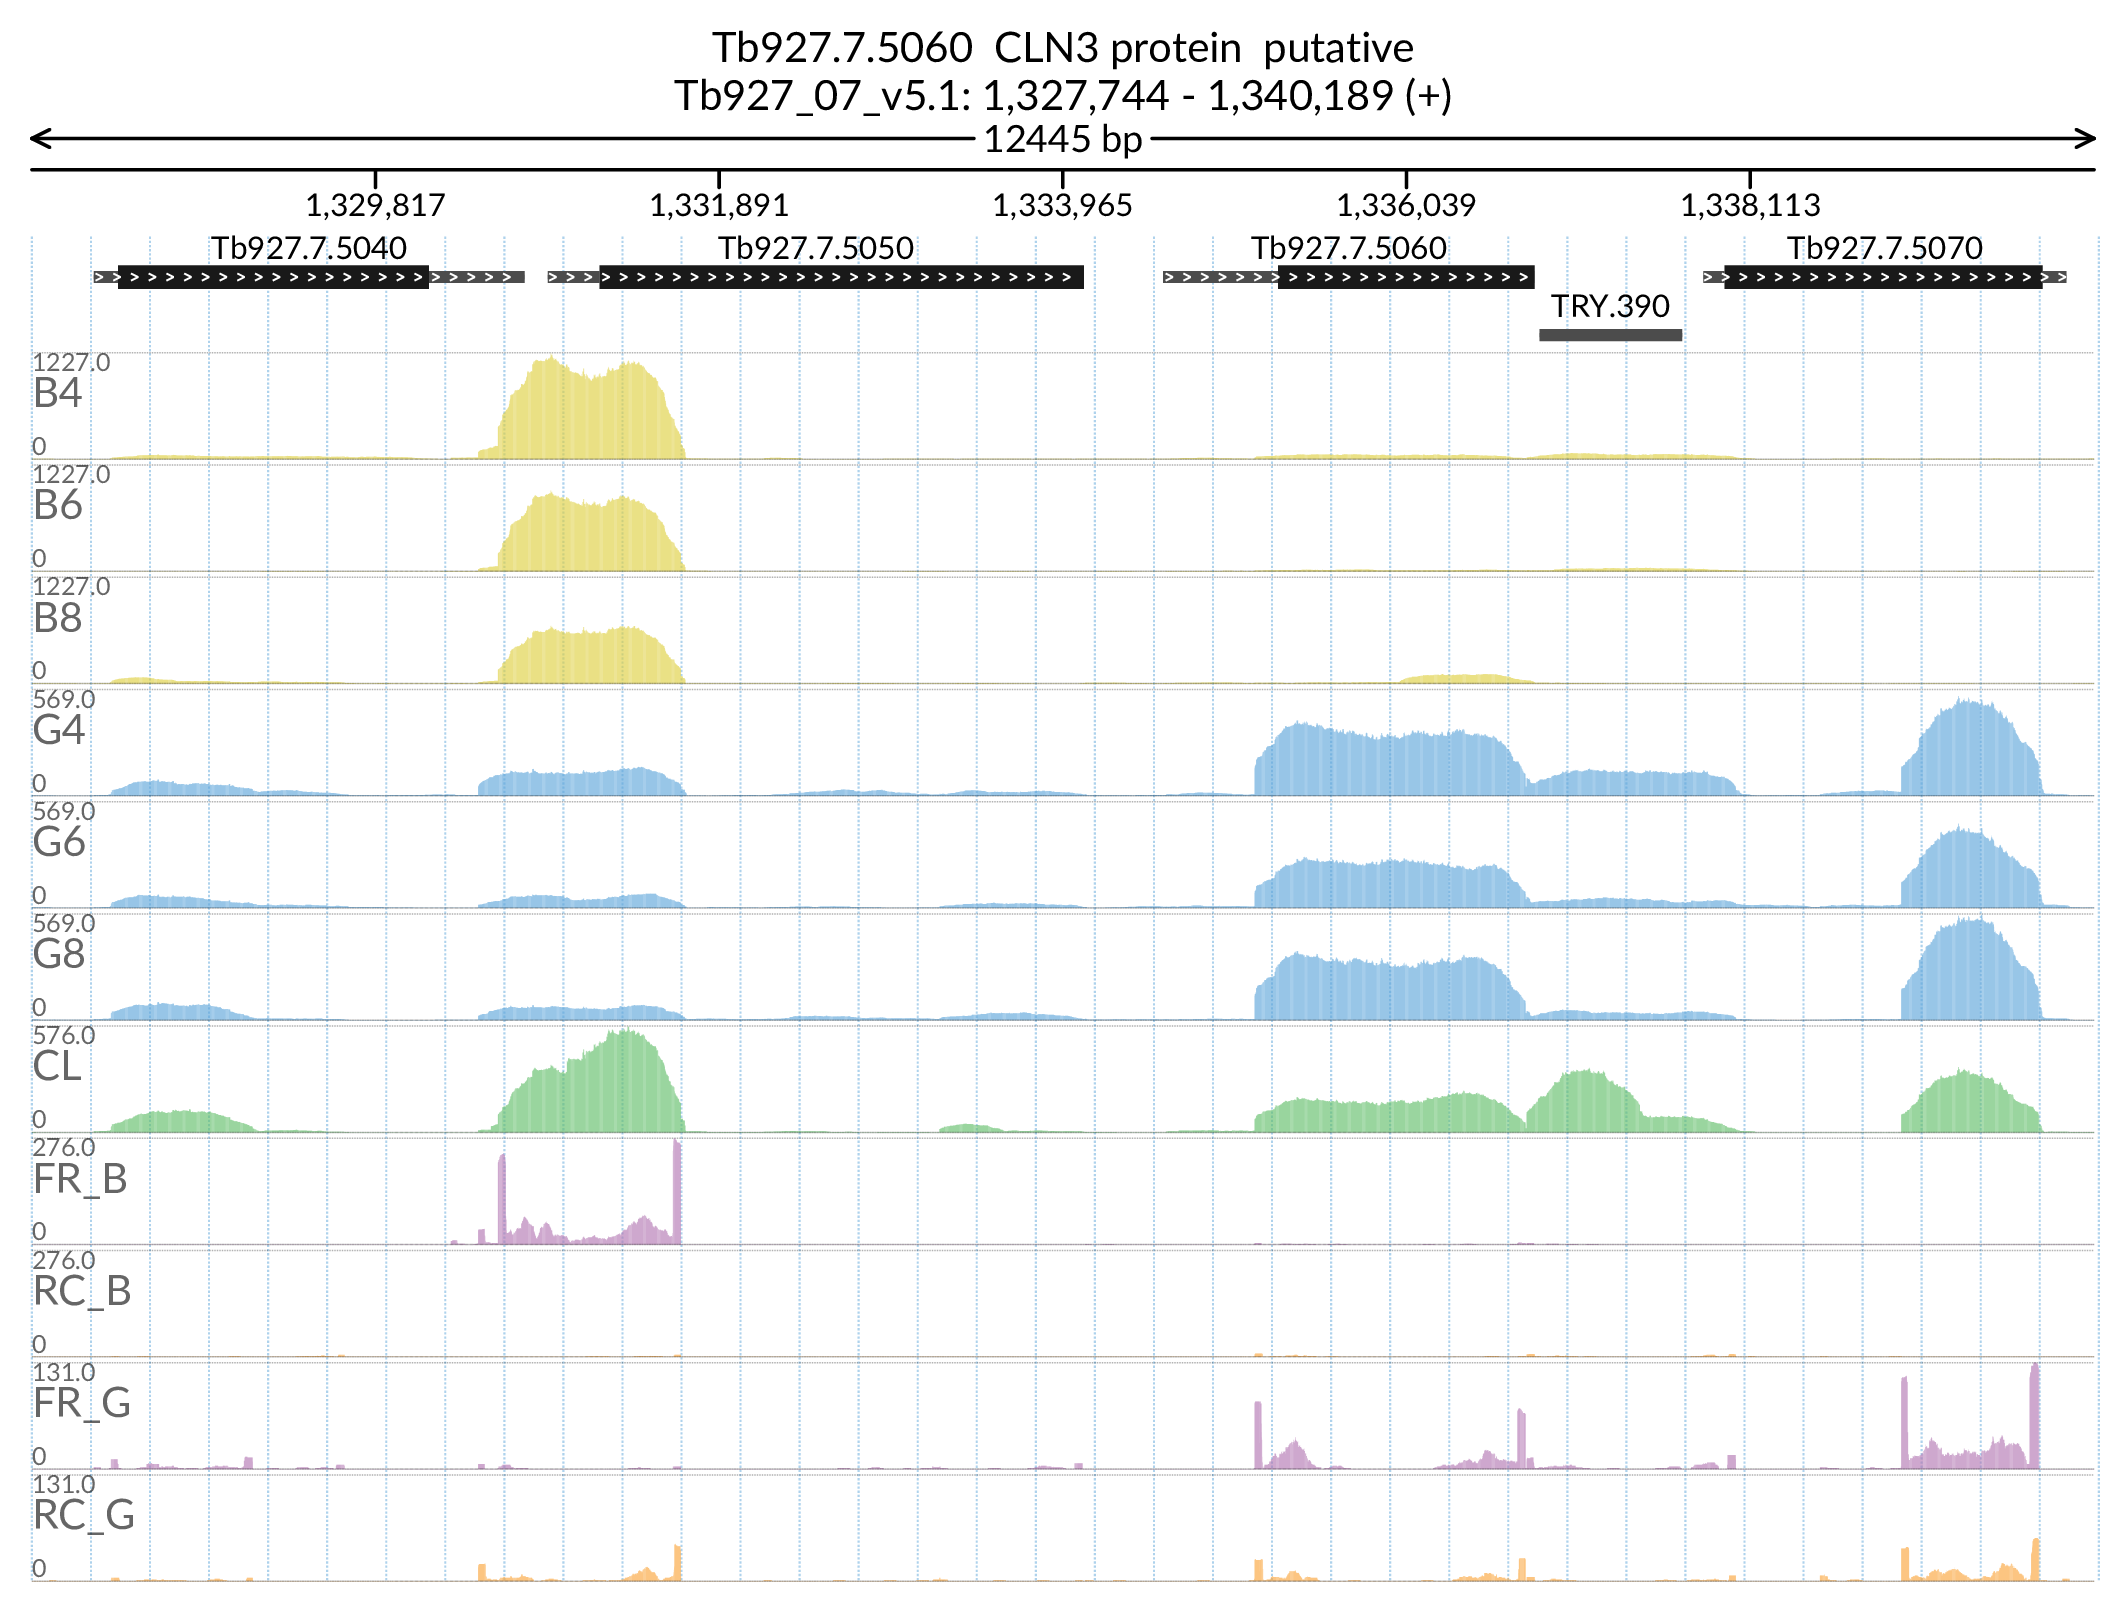 Tb927.7.5060  CLN3 protein  putative
Tb927_07_v5.1: 1,327,744 - 1,340,189 (+)
12445 bp
1,329,817 1,331,891 1,333,965 1,336,039 1,338,113
Tb927.7.5040 Tb927.7.5050 Tb927.7.5060 Tb927.7.5070
TRY.390
1227.0
B4
0
1227.0
B6
0
1227.0
B8
0
569.0
G4
0
569.0
G6
0
569.0
G8
0
576.0
CL
0
276.0
FR_B
0
276.0
RC_B
0
131.0
FR_G
0
131.0
RC_G
0